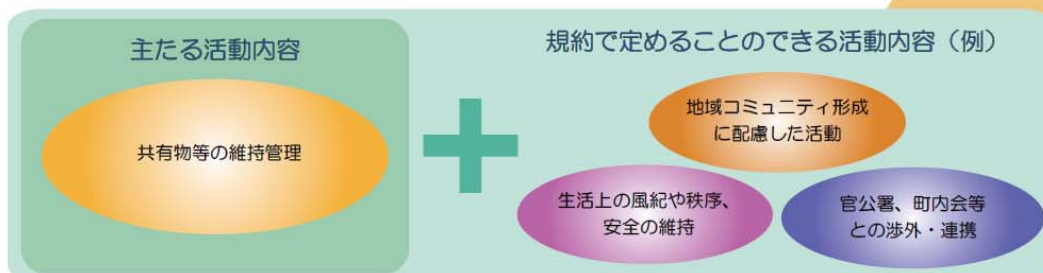 主たる活動内容
共有物等の維持管理
規約で定めることのできる活動内容（例）
地域コミュニティ形成
に配慮した活動
生活上の風紀や秩序、
安全の維持
官公署、町内会等
との渉外・連携